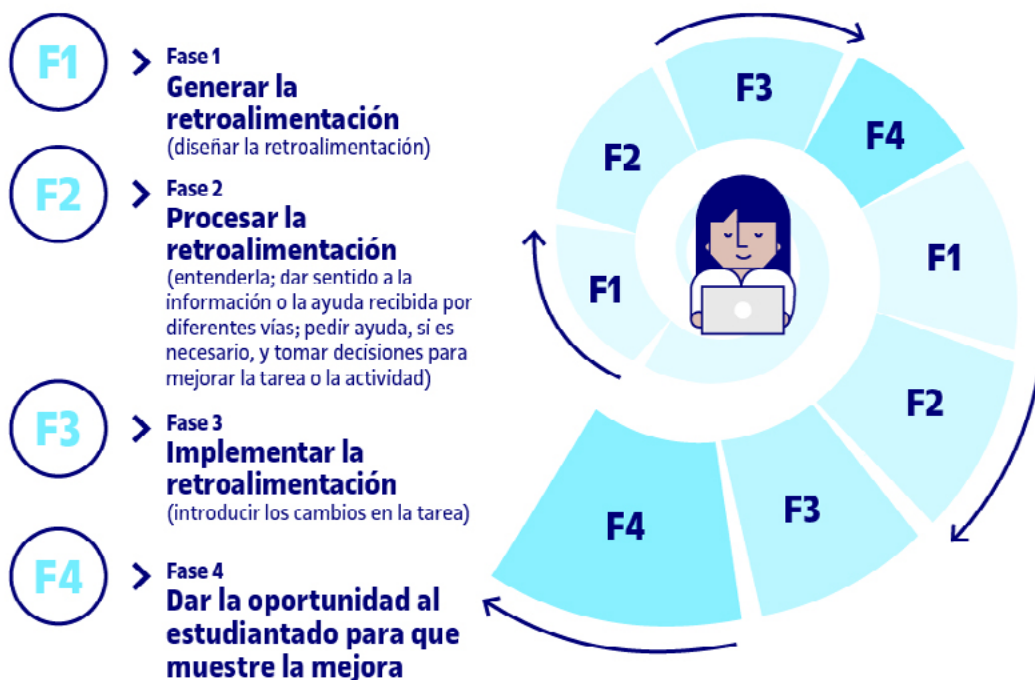 F1
Fase 1
Generar la
retroalimentación
(diseñar la retroalimentación)
F2
Fase 2
Procesar la
retroalimentación
(entenderla; dar sentido a la
información o la ayuda recibida por
diferentes vías; pedir ayuda, si es
necesario, y tomar decisiones para
mejorar la tarea o la actividad)
F3
Fase 3
Implementar la
retroalimentación
(introducir los cambios en la tarea)
F4
Fase 4
Dar la oportunidad al
estudiantado para que
muestre la mejora
F1
F2
F3
F4
F1
F2
F3
F4